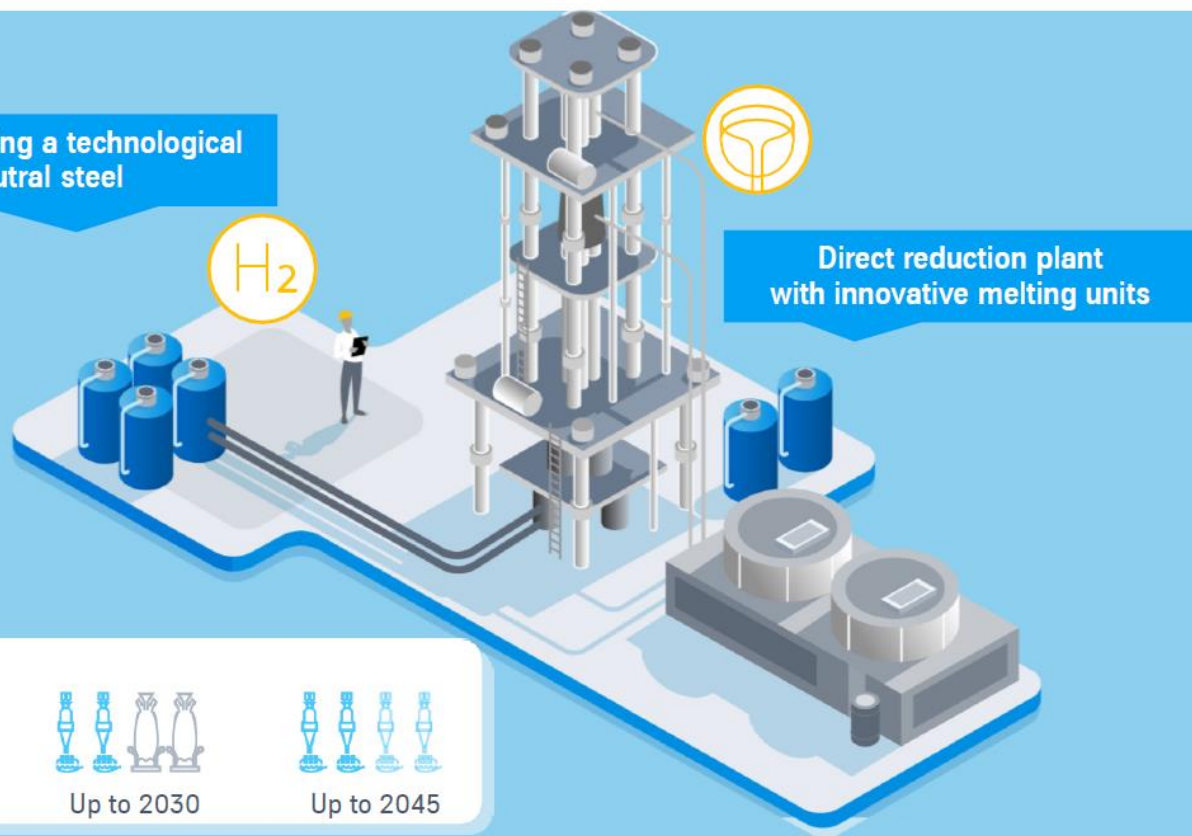 ng a technological
utral steel
H₂
Direct reduction plant
with innovative melting units
Up to 2030
Up to 2045